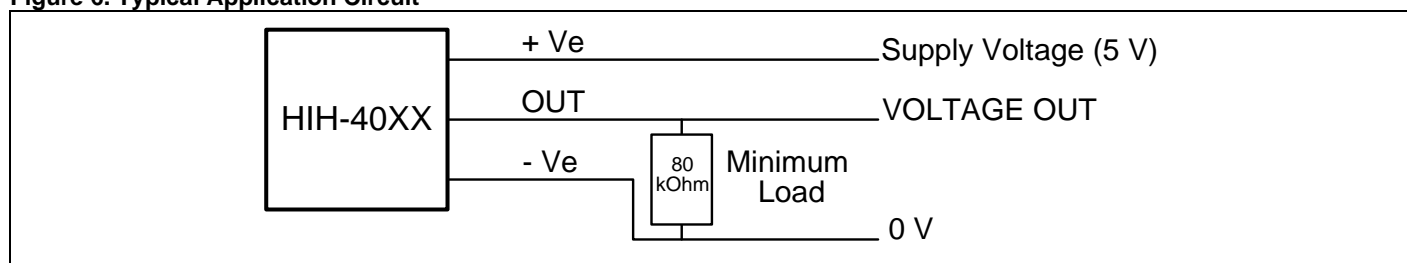 Figure 6. Typical Application Circuit
+ Ve
Supply Voltage (5 V)
OUT
VOLTAGE OUT
HIH-40XX
- Ve
80
kOhm
Minimum
Load
0 V